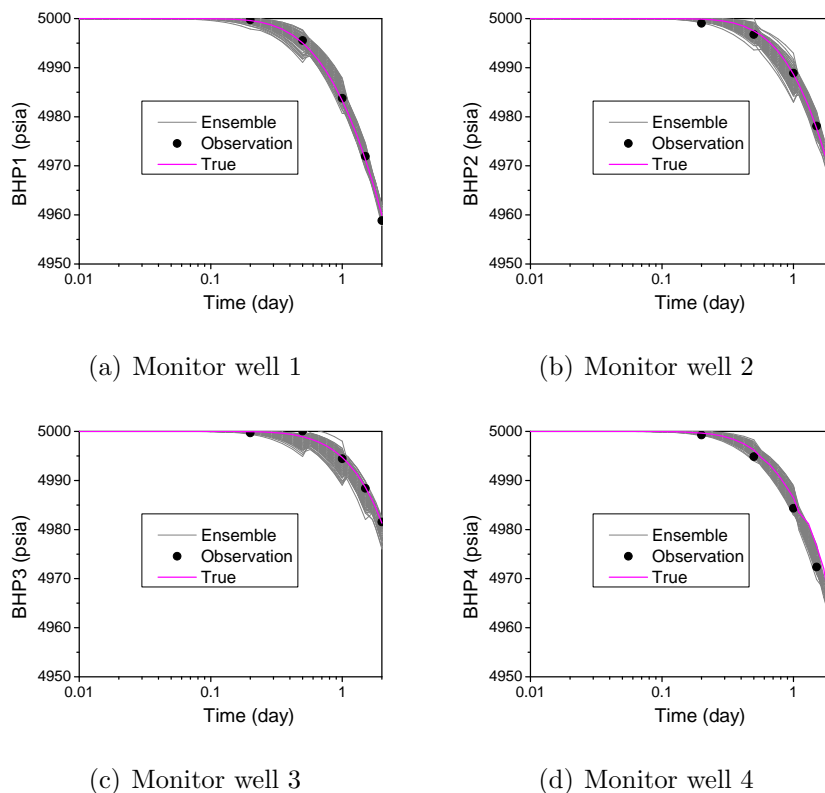 5000
4990
4980
4970
4960
4950
BHP1 (psia)
Ensemble
Observation
True
0.01 0.1 1
Time (day)
(a) Monitor well 1
5000
4990
4980
4970
4960
4950
BHP2 (psia)
Ensemble
Observation
True
0.01 0.1 1
Time (day)
(b) Monitor well 2
5000
4990
4980
4970
4960
4950
BHP3 (psia)
Ensemble
Observation
True
0.01 0.1 1
Time (day)
(c) Monitor well 3
5000
4990
4980
4970
4960
4950
BHP4 (psia)
Ensemble
Observation
True
0.01 0.1 1
Time (day)
(d) Monitor well 4